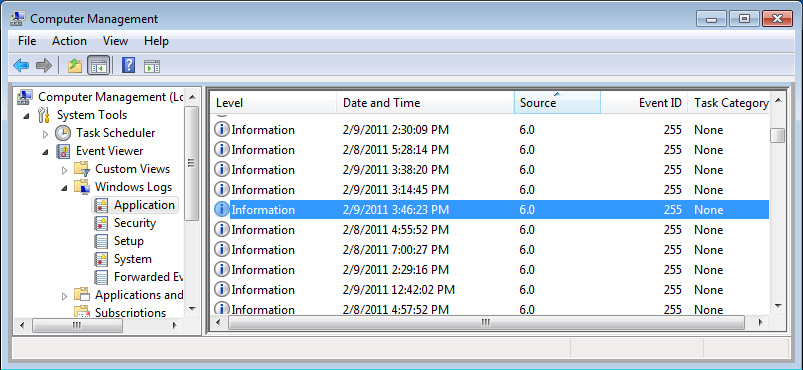 Computer Management
File Action View Help
Computer Management (Lo
System Tools
Task Scheduler
Event Viewer
Custom Views
Windows Logs
Application
Security
Setup
System
Forwarded Ev
Applications and
Subscriptions
Level Date and Time Source Event ID Task Category
Information 2/9/2011 2:30:09 PM 6.0 255 None
Information 2/8/2011 5:28:14 PM 6.0 255 None
Information 2/9/2011 3:38:20 PM 6.0 255 None
Information 2/9/2011 3:14:45 PM 6.0 255 None
Information 2/9/2011 3:46:23 PM 6.0 255 None
Information 2/8/2011 4:55:52 PM 6.0 255 None
Information 2/8/2011 7:00:27 PM 6.0 255 None
Information 2/9/2011 2:29:16 PM 6.0 255 None
Information 2/9/2011 12:42:02 PM 6.0 255 None
Information 2/8/2011 4:57:52 PM 6.0 255 None